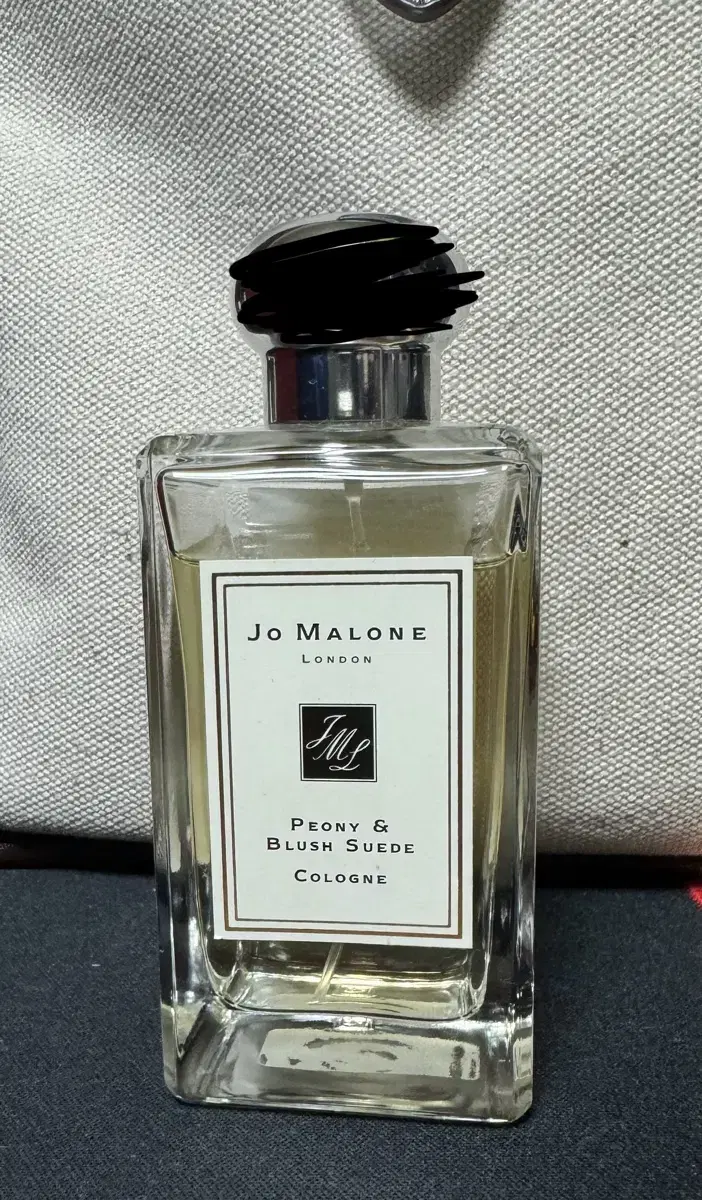 JO MALONE
LONDON
JML
PEONY &
BLUSH SUEDE
COLOGNE